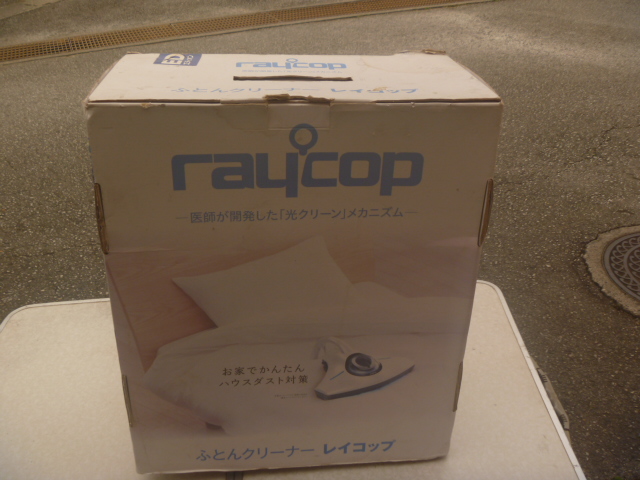 raycop
ふとんクリーナー レイコップ
raycop
医師が開発した「光クリーン」メカニズム
お家でかんたん
ハウスダスト対策
ふとんクリーナー レイコップ